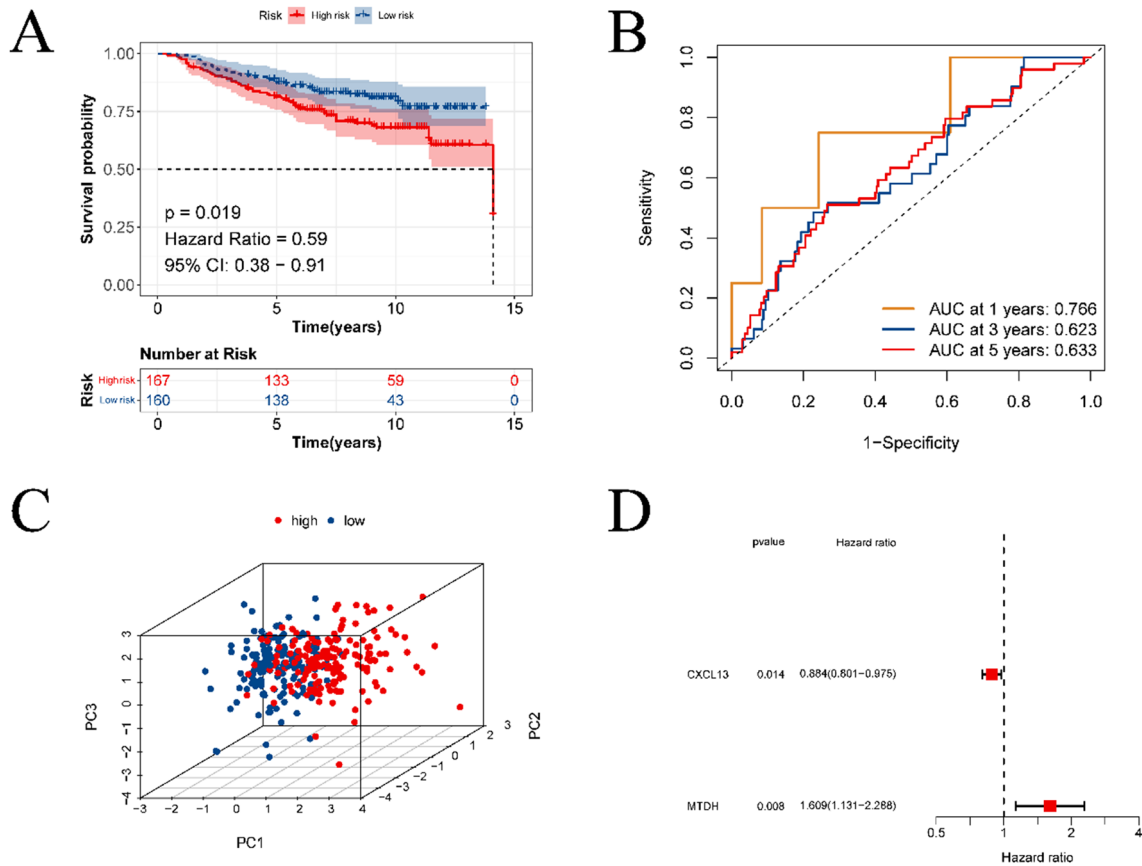 A
Risk High risk Low risk
1.00
0.75
0.50
0.25
0.00
Survival probability
p = 0.019
Hazard Ratio = 0.59
95% CI: 0.38 − 0.91
0 5 10 15
Time(years)
Number at Risk
Risk
High risk 167 133 59 0
Low risk 160 138 43 0
0 5 10 15
Time(years)
B
1.0
0.8
0.6
0.4
0.2
0.0
Sensitivity
AUC at 1 years: 0.766
AUC at 3 years: 0.623
AUC at 5 years: 0.633
0.0 0.2 0.4 0.6 0.8 1.0
1−Specificity
C
high low
3
2
1
0
−1
−2
−3
−4
PC3
−3 −2 −1 0 1 2 3 4
PC1
−4 −3 −2 −1 0 1 2 3
PC2
D
pvalue Hazard ratio
CXCL13 0.014 0.884(0.801−0.975)
MTDH 0.008 1.609(1.131−2.288)
0.5 1 2 4
Hazard ratio